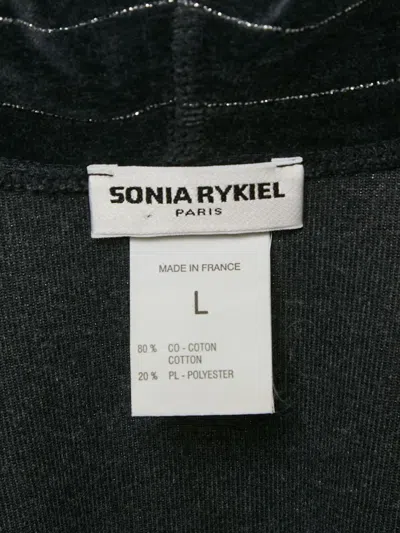 SONIA RYKIEL
PARIS
MADE IN FRANCE
L
80 % CO - COTON
COTTON
20 % PL - POLYESTER